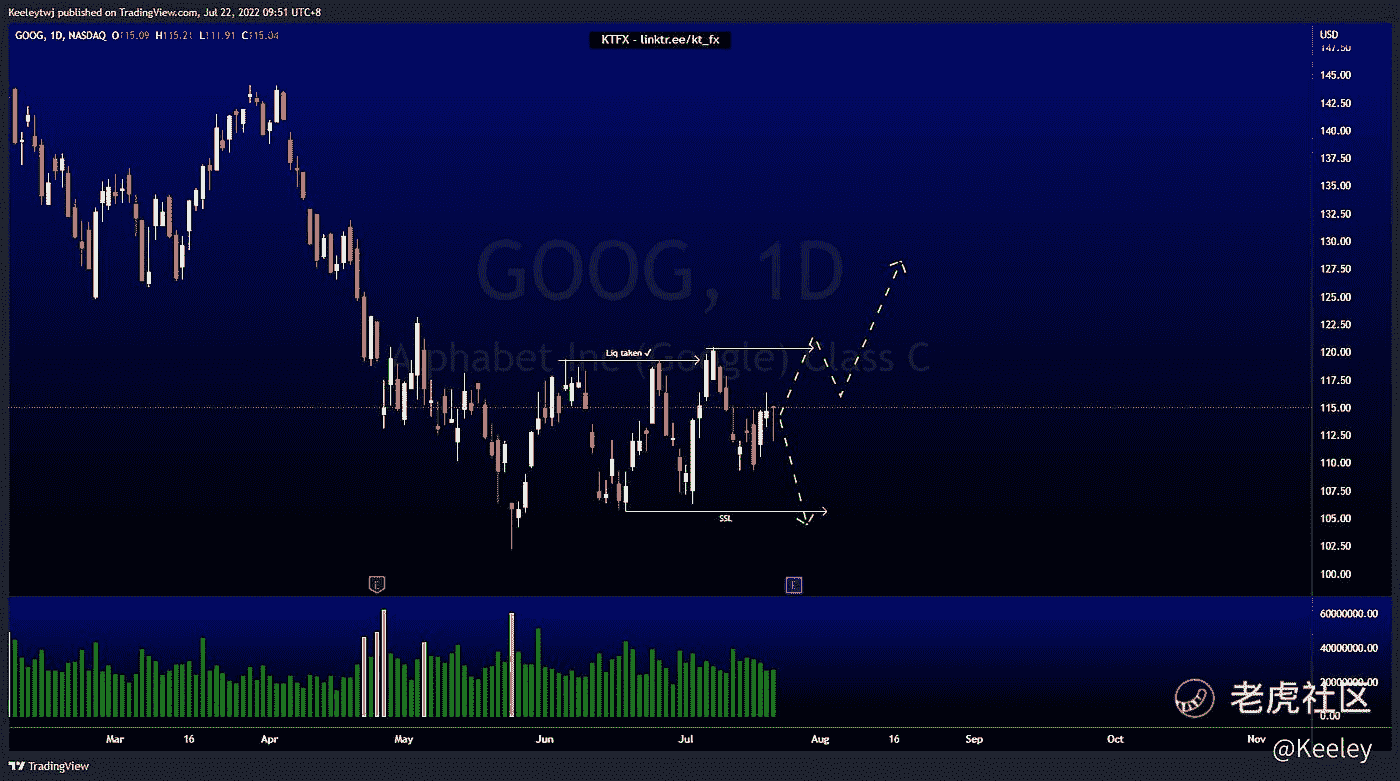 Keeleytwj published on TradingView.com, Jul 22, 2022 09:51 UTC+8
GOOG, 1D, NASDAQ O115.09 H115.21 L111.91 C115.04
KTFX - linktr.ee/kt_fx
USD
147.50
145.00
142.50
140.00
137.50
135.00
132.50
130.00
127.50
125.00
122.50
120.00
117.50
115.00
112.50
110.00
107.50
105.00
102.50
100.00
GOOG, 1D
Alphabet Inc (Google) Class C
Liq taken ✓
SSL
E
E
60000000.00
40000000.00
20000000.00
0.00
Mar 16 Apr May Jun Jul Aug 16 Sep Oct Nov
老虎社区
@Keeley
TradingView